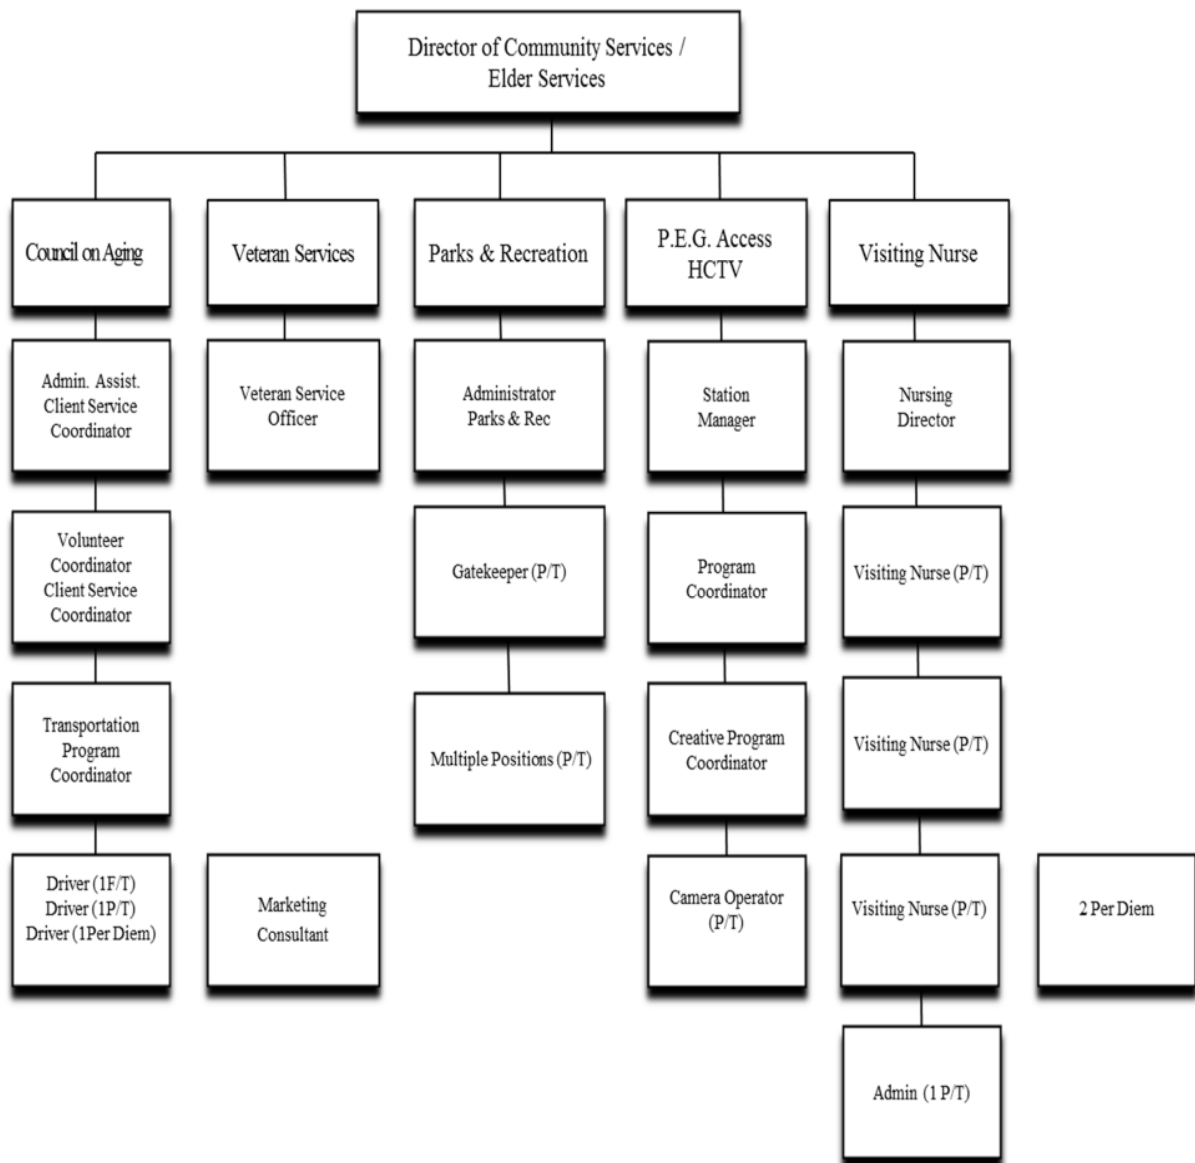 Director of Community Services /
Elder Services
Council on Aging
Veteran Services
Parks & Recreation
P.E.G. Access
HCTV
Visiting Nurse
Admin. Assist.
Client Service
Coordinator
Veteran Service
Officer
Administrator
Parks & Rec
Station
Manager
Nursing
Director
Volunteer
Coordinator
Client Service
Coordinator
Gatekeeper (P/T)
Program
Coordinator
Visiting Nurse (P/T)
Transportation
Program
Coordinator
Multiple Positions (P/T)
Creative Program
Coordinator
Visiting Nurse (P/T)
Driver (1F/T)
Driver (1P/T)
Driver (1Per Diem)
Marketing
Consultant
Camera Operator
(P/T)
Visiting Nurse (P/T)
2 Per Diem
Admin (1 P/T)